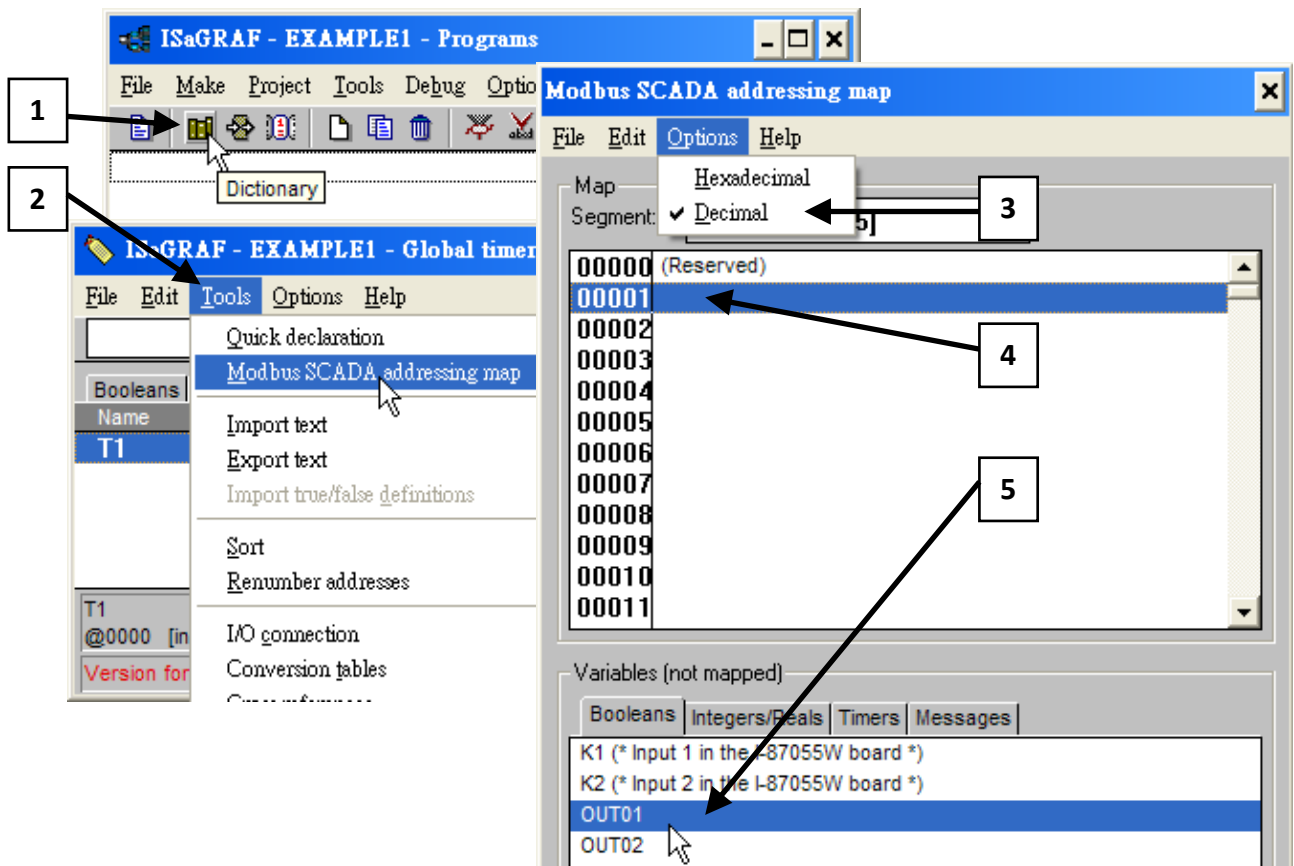 ISaGRAF - EXAMPLE1 - Programs
File Make Project Tools Debug Optio
Dictionary
1
2
ISaGRAF - EXAMPLE1 - Global timer
File Edit Tools Options Help
Quick declaration
Modbus SCADA addressing map
Import text
Export text
Import true/false definitions
Sort
Renumber addresses
I/O connection
Conversion tables
Booleans
Name
T1
T1
@0000 [in
Version for
Modbus SCADA addressing map
File Edit Options Help
Hexadecimal
✔ Decimal
3
Map
Segment:
5]
00000 (Reserved)
00001
00002
00003
00004
00005
00006
00007
00008
00009
00010
00011
4
5
Variables (not mapped)
Booleans Integers/Reals Timers Messages
K1 (* Input 1 in the I-87055W board *)
K2 (* Input 2 in the I-87055W board *)
OUT01
OUT02